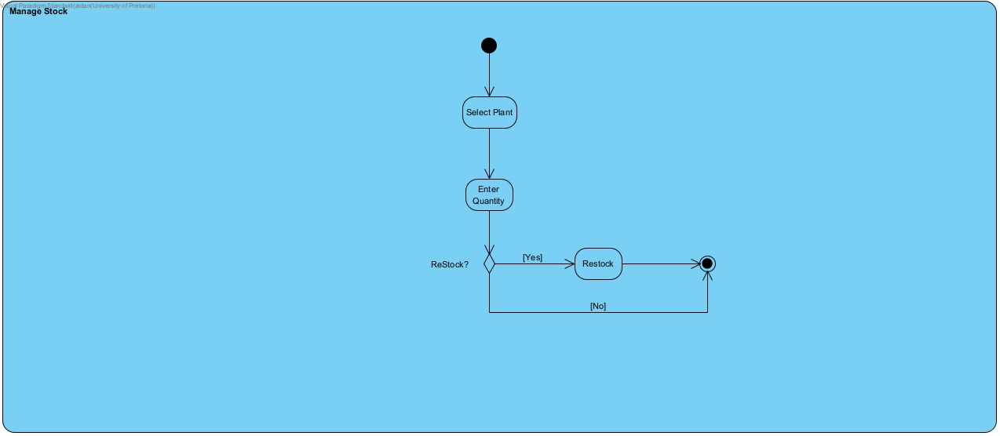 Visual Paradigm Standard(aidan(University of Pretoria))
Manage Stock
Select Plant
Enter
Quantity
ReStock?
[Yes]
Restock
[No]